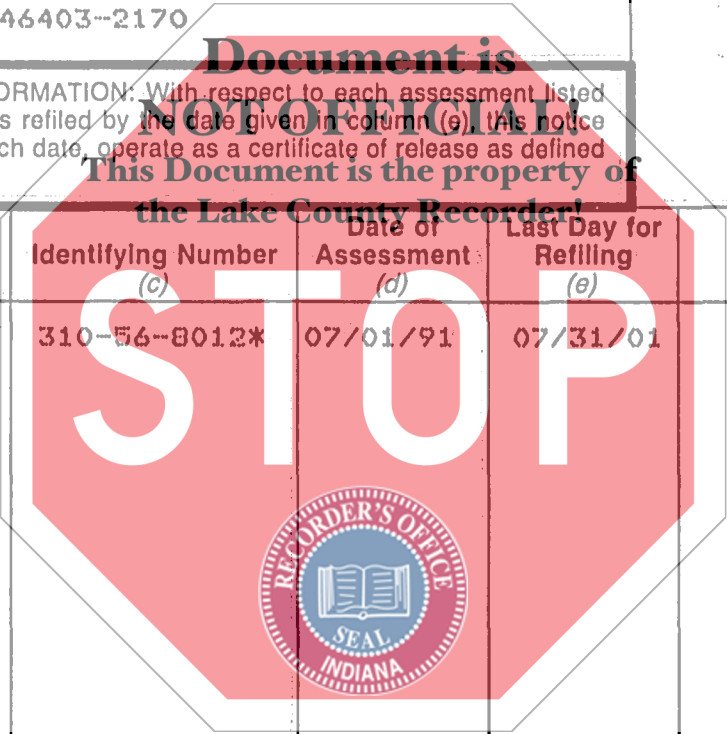 46403-2170
Document is
ORMATION: With respect to each assessment listed
NOT OFFICIAL!
s refiled by the date given in column (e), this notice
ch date, operate as a certificate of release as defined
This Document is the property of
the Lake County Recorder!
Identifying Number
(c)
Date of
Assessment
(d)
Last Day for
Refiling
(e)
310-56-8012* 07/01/91 07/31/01
STOP
RECORDER'S OFFICE
SEAL
INDIANA